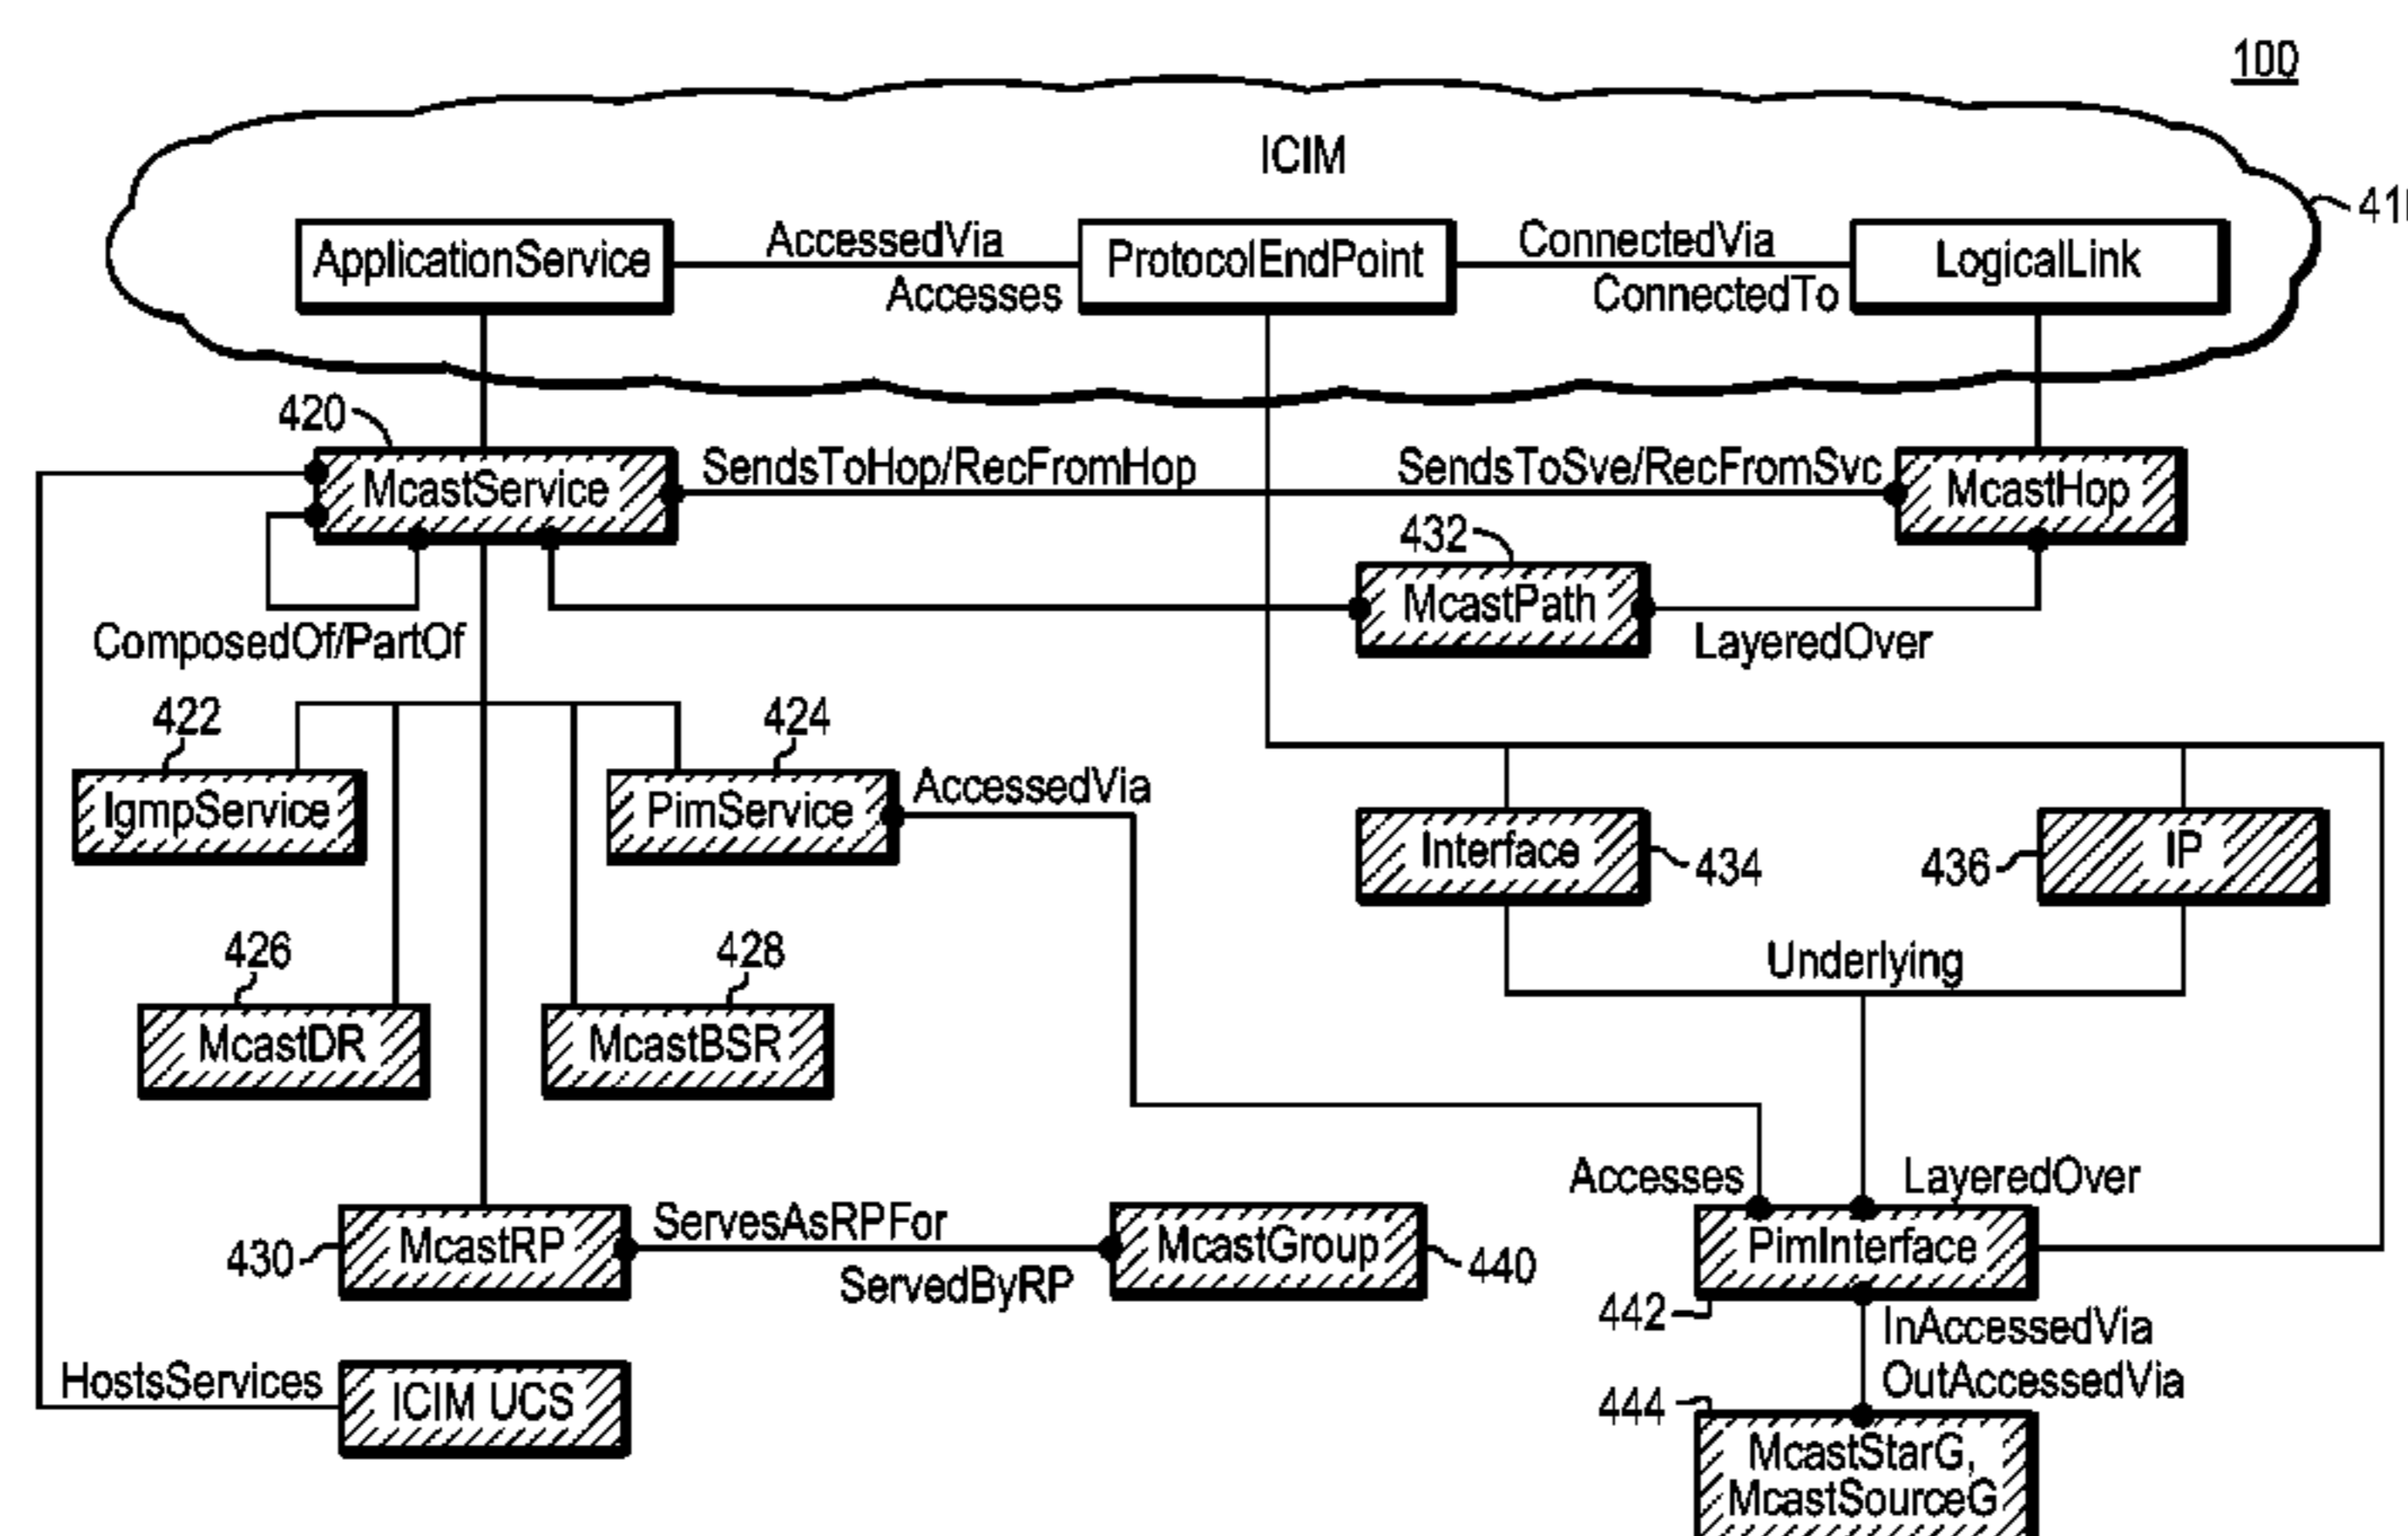 100
ICIM
410
ApplicationService
AccessedVia
Accesses
ProtocolEndPoint
ConnectedVia
ConnectedTo
LogicalLink
420
McastService
SendsToHop/RecFromHop
SendsToSve/RecFromSvc
McastHop
432
McastPath
LayeredOver
ComposedOf/PartOf
422
IgmpService
424
PimService
AccessedVia
Interface
434
436
IP
Underlying
426
McastDR
428
McastBSR
Accesses
LayeredOver
430
McastRP
ServesAsRPFor
ServedByRP
McastGroup
440
PimInterface
442
InAccessedVia
OutAccessedVia
HostsServices
ICIM UCS
444
McastStarG,
McastSourceG